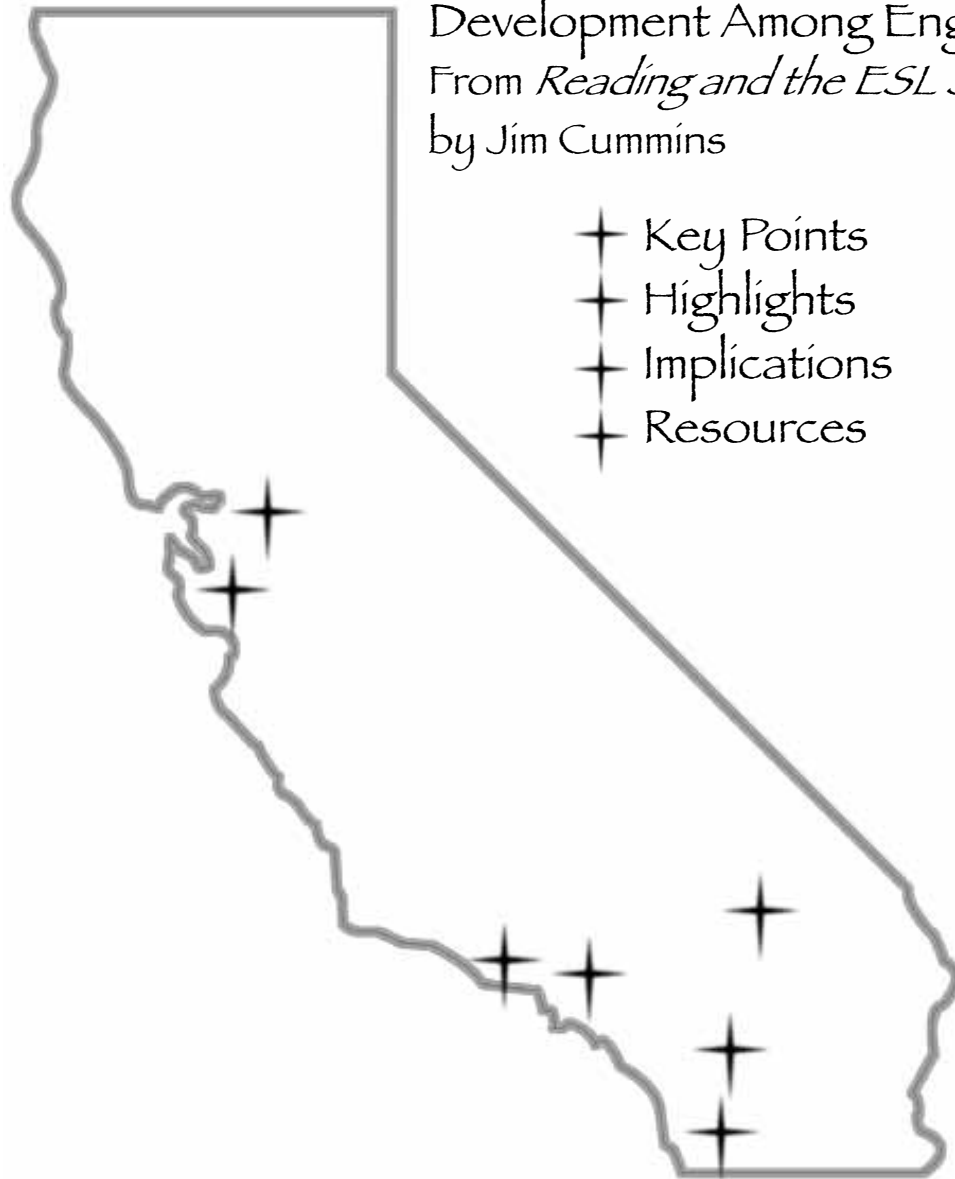 Development Among Eng
From Reading and the ESL S
by Jim Cummins
Key Points
Highlights
Implications
Resources